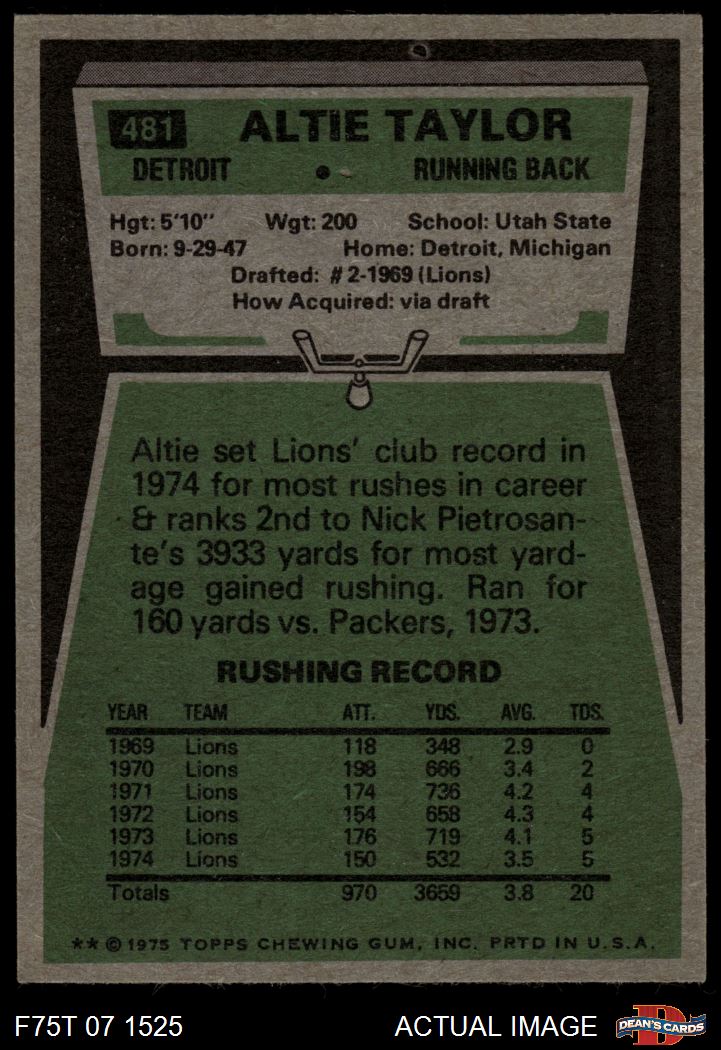 481 ALTIE TAYLOR
DETROIT • RUNNING BACK
Hgt: 5'10" Wgt: 200 School: Utah State
Born: 9-29-47 Home: Detroit, Michigan
Drafted: #2-1969 (Lions)
How Acquired: via draft
Altie set Lions' club record in
1974 for most rushes in career
& ranks 2nd to Nick Pietrosan-
te's 3933 yards for most yard-
age gained rushing. Ran for
160 yards vs. Packers, 1973.
RUSHING RECORD
YEAR TEAM ATT. YDS. AVG. TDS.
1969 Lions 118 348 2.9 0
1970 Lions 198 666 3.4 2
1971 Lions 174 736 4.2 4
1972 Lions 154 658 4.3 4
1973 Lions 176 719 4.1 5
1974 Lions 150 532 3.5 5
Totals 970 3659 3.8 20
** © 1975 TOPPS CHEWING GUM, INC. PRTD IN U.S.A.
F75T 07 1525 ACTUAL IMAGE D DEAN'S CARDS